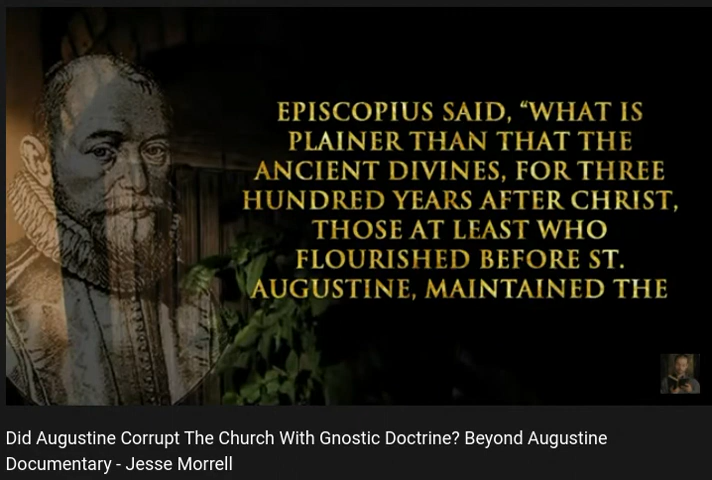 EPISCOPIUS SAID, “WHAT IS
PLAINER THAN THAT THE
ANCIENT DIVINES, FOR THREE
HUNDRED YEARS AFTER CHRIST,
THOSE AT LEAST WHO
FLOURISHED BEFORE ST.
AUGUSTINE, MAINTAINED THE
Did Augustine Corrupt The Church With Gnostic Doctrine? Beyond Augustine
Documentary - Jesse Morrell